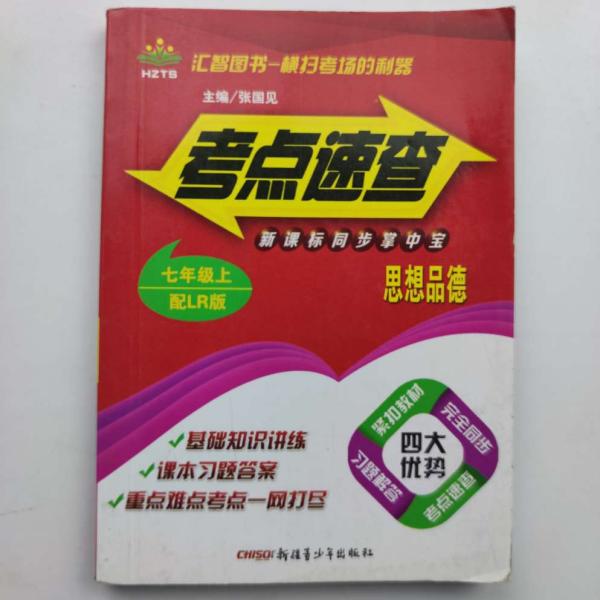 HZTS
汇智图书-横扫考场的利器
主编/张国见
考点速查
新课标同步掌中宝
思想品德
七年级上
配LR版
紧扣教材
完全同步
四大
优势
习题解答
考点速查
基础知识讲练
课本习题答案
重点难点考点一网打尽
CHISO 新疆青少年出版社